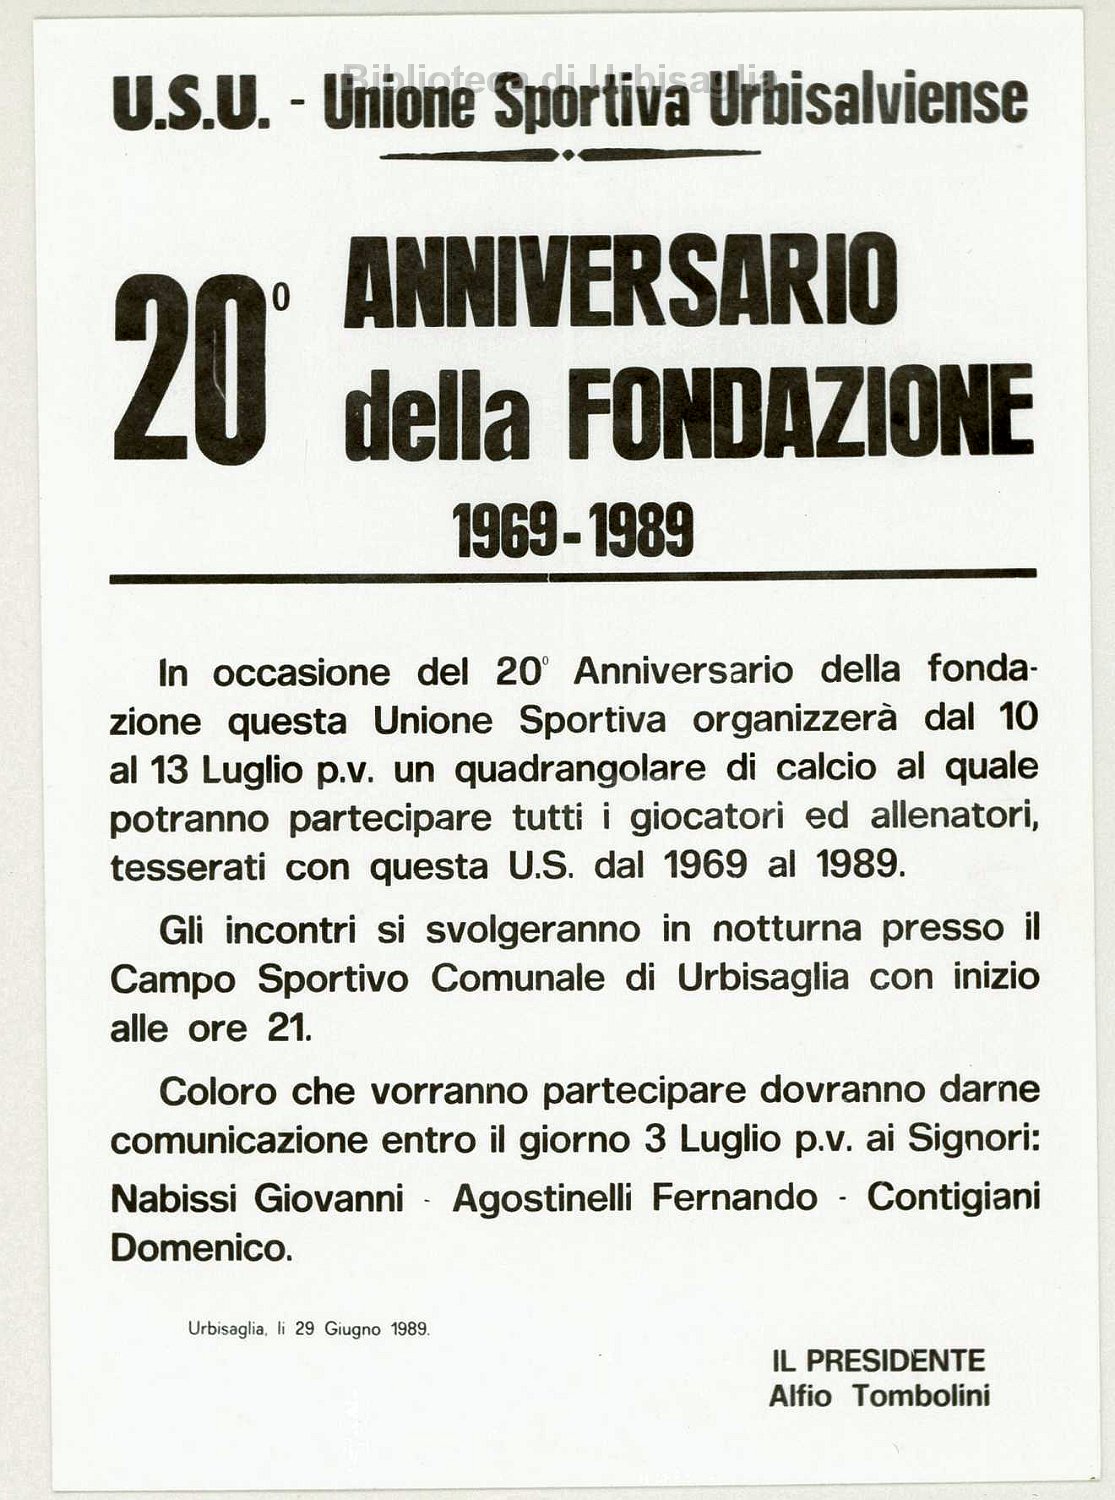 Biblioteca di Urbisaglia
U.S.U. - Unione Sportiva Urbisalviense
20° ANNIVERSARIO
della FONDAZIONE
1969 - 1989
In occasione del 20° Anniversario della fonda-
zione questa Unione Sportiva organizzerà dal 10
al 13 Luglio p.v. un quadrangolare di calcio al quale
potranno partecipare tutti i giocatori ed allenatori,
tesserati con questa U.S. dal 1969 al 1989.
Gli incontri si svolgeranno in notturna presso il
Campo Sportivo Comunale di Urbisaglia con inizio
alle ore 21.
Coloro che vorranno partecipare dovranno darne
comunicazione entro il giorno 3 Luglio p.v. ai Signori:
Nabissi Giovanni - Agostinelli Fernando - Contigiani
Domenico.
Urbisaglia, li 29 Giugno 1989.
IL PRESIDENTE
Alfio Tombolini